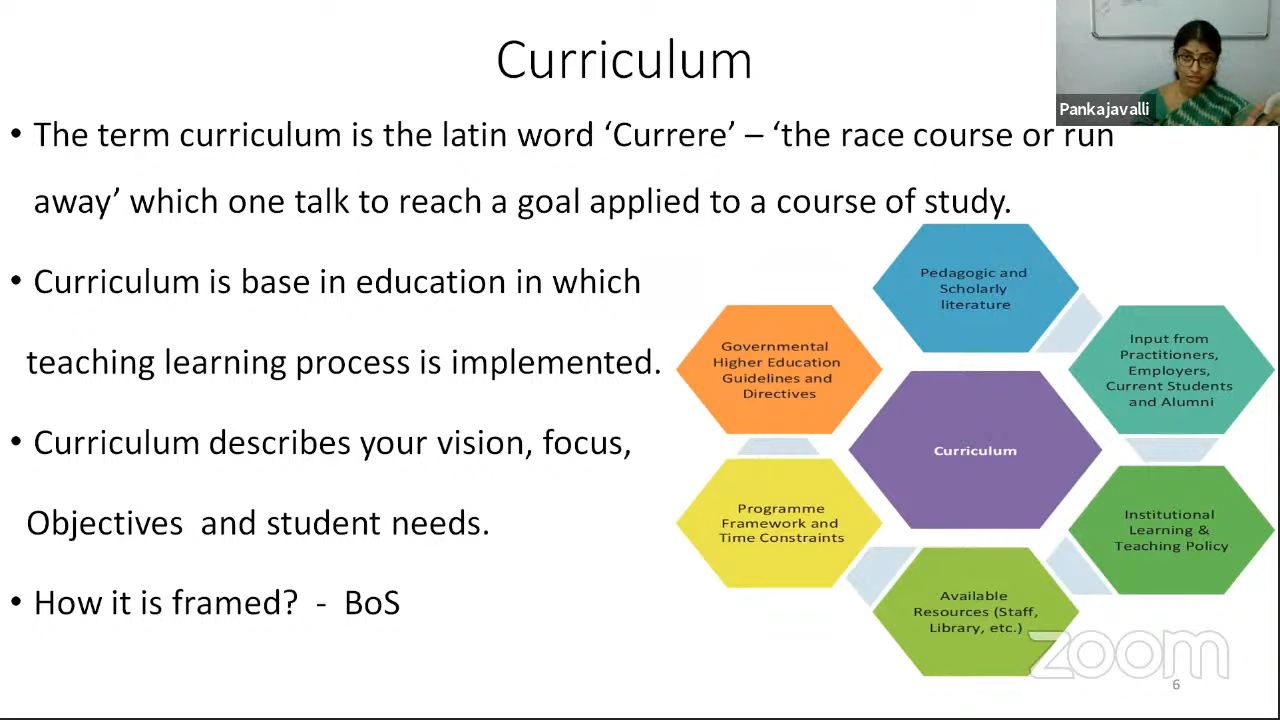 Curriculum
Pankajavalli
• The term curriculum is the latin word ‘Currere’ – ‘the race course or run
away’ which one talk to reach a goal applied to a course of study.
• Curriculum is base in education in which
teaching learning process is implemented.
• Curriculum describes your vision, focus,
Objectives and student needs.
• How it is framed? - BoS
Pedagogic and
Scholarly
literature
Input from
Practitioners,
Employers,
Current Students
and Alumni
Institutional
Learning &
Teaching Policy
Available
Resources (Staff,
Library, etc.)
Programme
Framework and
Time Constraints
Governmental
Higher Education
Guidelines and
Directives
Curriculum
zoom
6